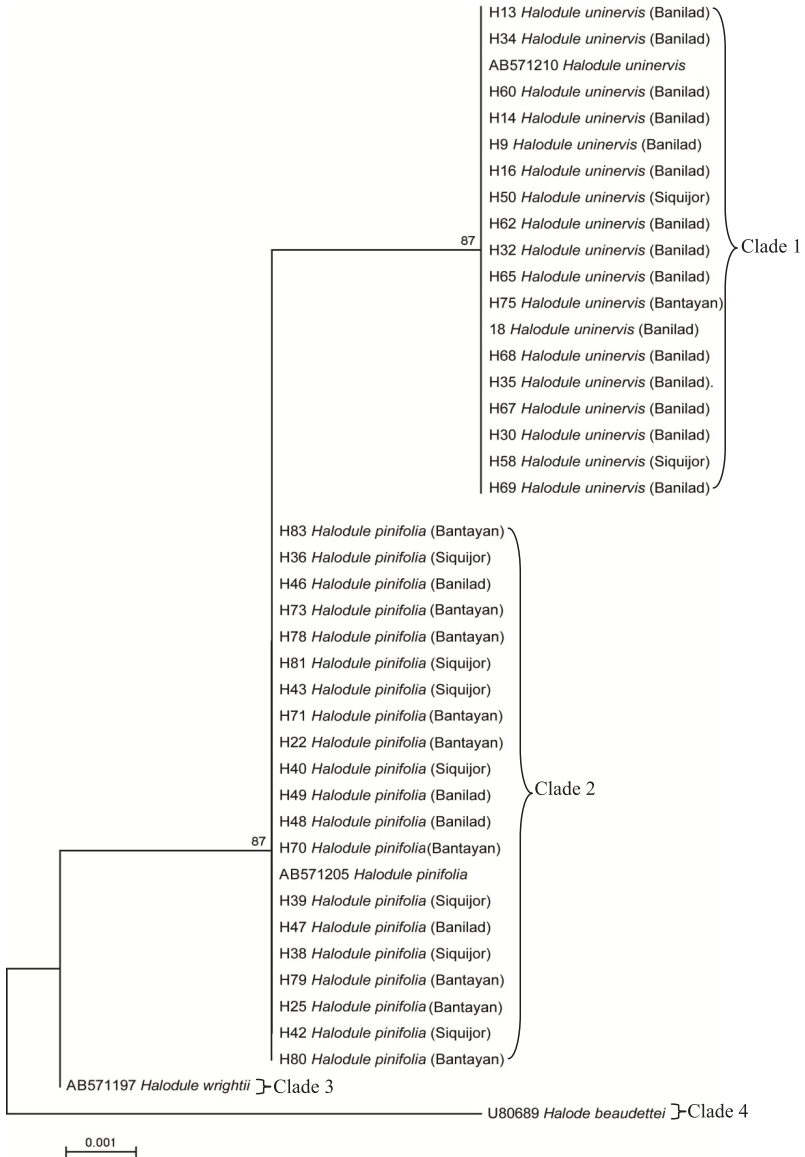 H13 Halodule uninervis (Banilad)
H34 Halodule uninervis (Banilad)
AB571210 Halodule uninervis
H60 Halodule uninervis (Banilad)
H14 Halodule uninervis (Banilad)
H9 Halodule uninervis (Banilad)
H16 Halodule uninervis (Banilad)
H50 Halodule uninervis (Siquijor)
H62 Halodule uninervis (Banilad)
87
H32 Halodule uninervis (Banilad)
Clade 1
H65 Halodule uninervis (Banilad)
H75 Halodule uninervis (Bantayan)
18 Halodule uninervis (Banilad)
H68 Halodule uninervis (Banilad)
H35 Halodule uninervis (Banilad).
H67 Halodule uninervis (Banilad)
H30 Halodule uninervis (Banilad)
H58 Halodule uninervis (Siquijor)
H69 Halodule uninervis (Banilad)
H83 Halodule pinifolia (Bantayan)
H36 Halodule pinifolia (Siquijor)
H46 Halodule pinifolia (Banilad)
H73 Halodule pinifolia (Bantayan)
H78 Halodule pinifolia (Bantayan)
H81 Halodule pinifolia (Siquijor)
H43 Halodule pinifolia (Siquijor)
H71 Halodule pinifolia (Bantayan)
H22 Halodule pinifolia (Bantayan)
H40 Halodule pinifolia (Siquijor)
Clade 2
H49 Halodule pinifolia (Banilad)
H48 Halodule pinifolia (Banilad)
87
H70 Halodule pinifolia(Bantayan)
AB571205 Halodule pinifolia
H39 Halodule pinifolia (Siquijor)
H47 Halodule pinifolia (Banilad)
H38 Halodule pinifolia (Siquijor)
H79 Halodule pinifolia (Bantayan)
H25 Halodule pinifolia (Bantayan)
H42 Halodule pinifolia (Siquijor)
H80 Halodule pinifolia (Bantayan)
AB571197 Halodule wrightii Clade 3
U80689 Halode beaudettei Clade 4
0.001